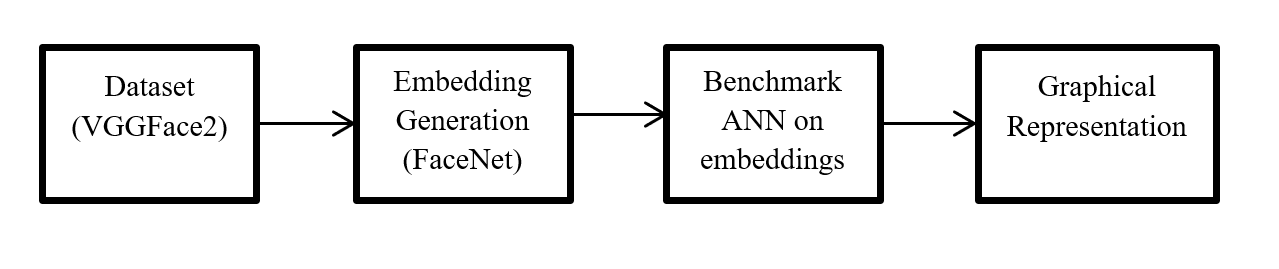 Dataset
(VGGFace2)
Embedding
Generation
(FaceNet)
Benchmark
ANN on
embeddings
Graphical
Representation